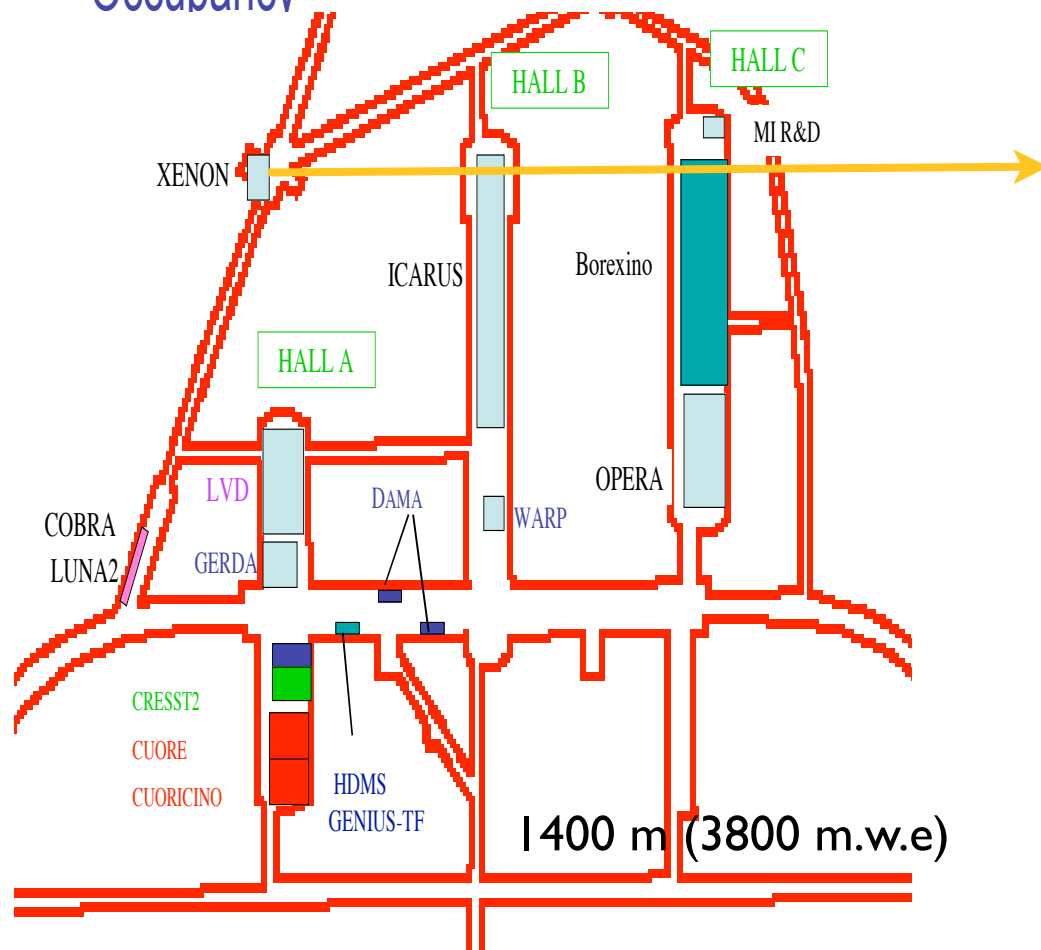 Occupancy
HALL B
HALL C
MI R&D
XENON
ICARUS
Borexino
HALL A
LVD
DAMA
OPERA
WARP
COBRA
LUNA2
GERDA
CRESST2
CUORE
CUORICINO
HDMS
GENIUS-TF
1400 m (3800 m.w.e)